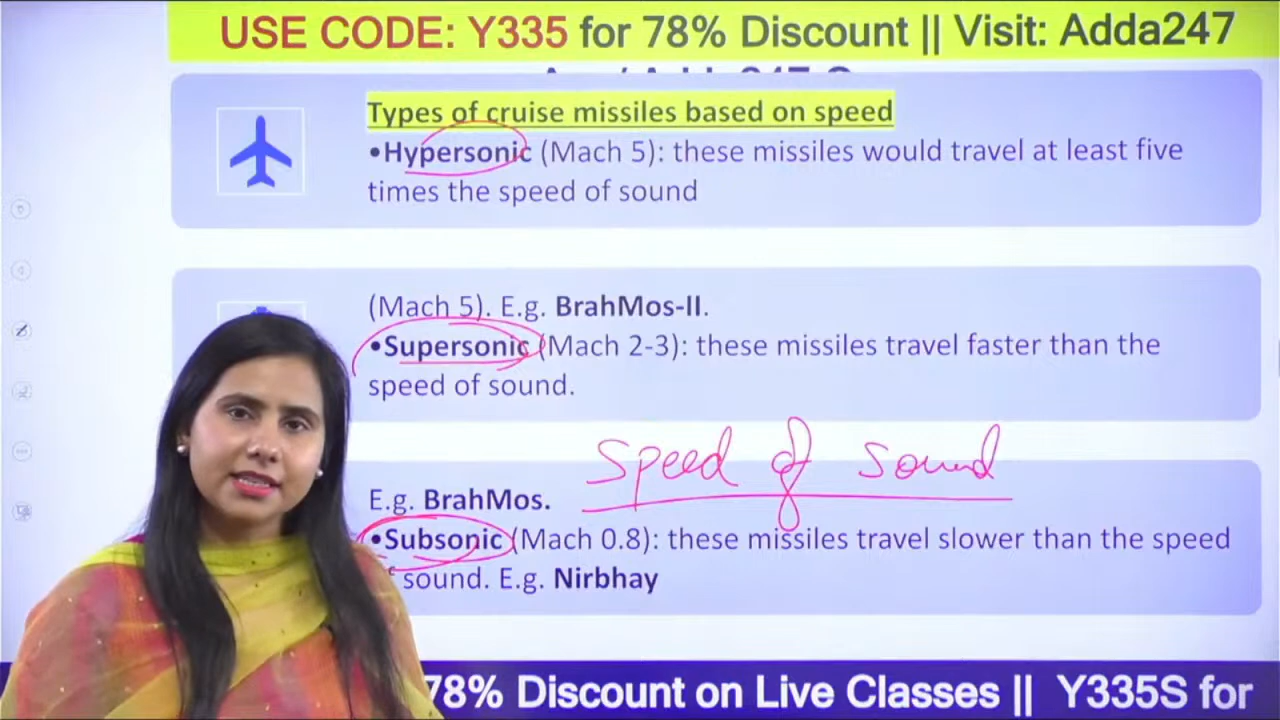 USE CODE: Y335 for 78% Discount || Visit: Adda247
Types of cruise missiles based on speed
•Hypersonic (Mach 5): these missiles would travel at least five
times the speed of sound
(Mach 5). E.g. BrahMos-II.
•Supersonic (Mach 2-3): these missiles travel faster than the
speed of sound.
Speed of sound
E.g. BrahMos.
•Subsonic (Mach 0.8): these missiles travel slower than the speed
sound. E.g. Nirbhay
78% Discount on Live Classes || Y335S for